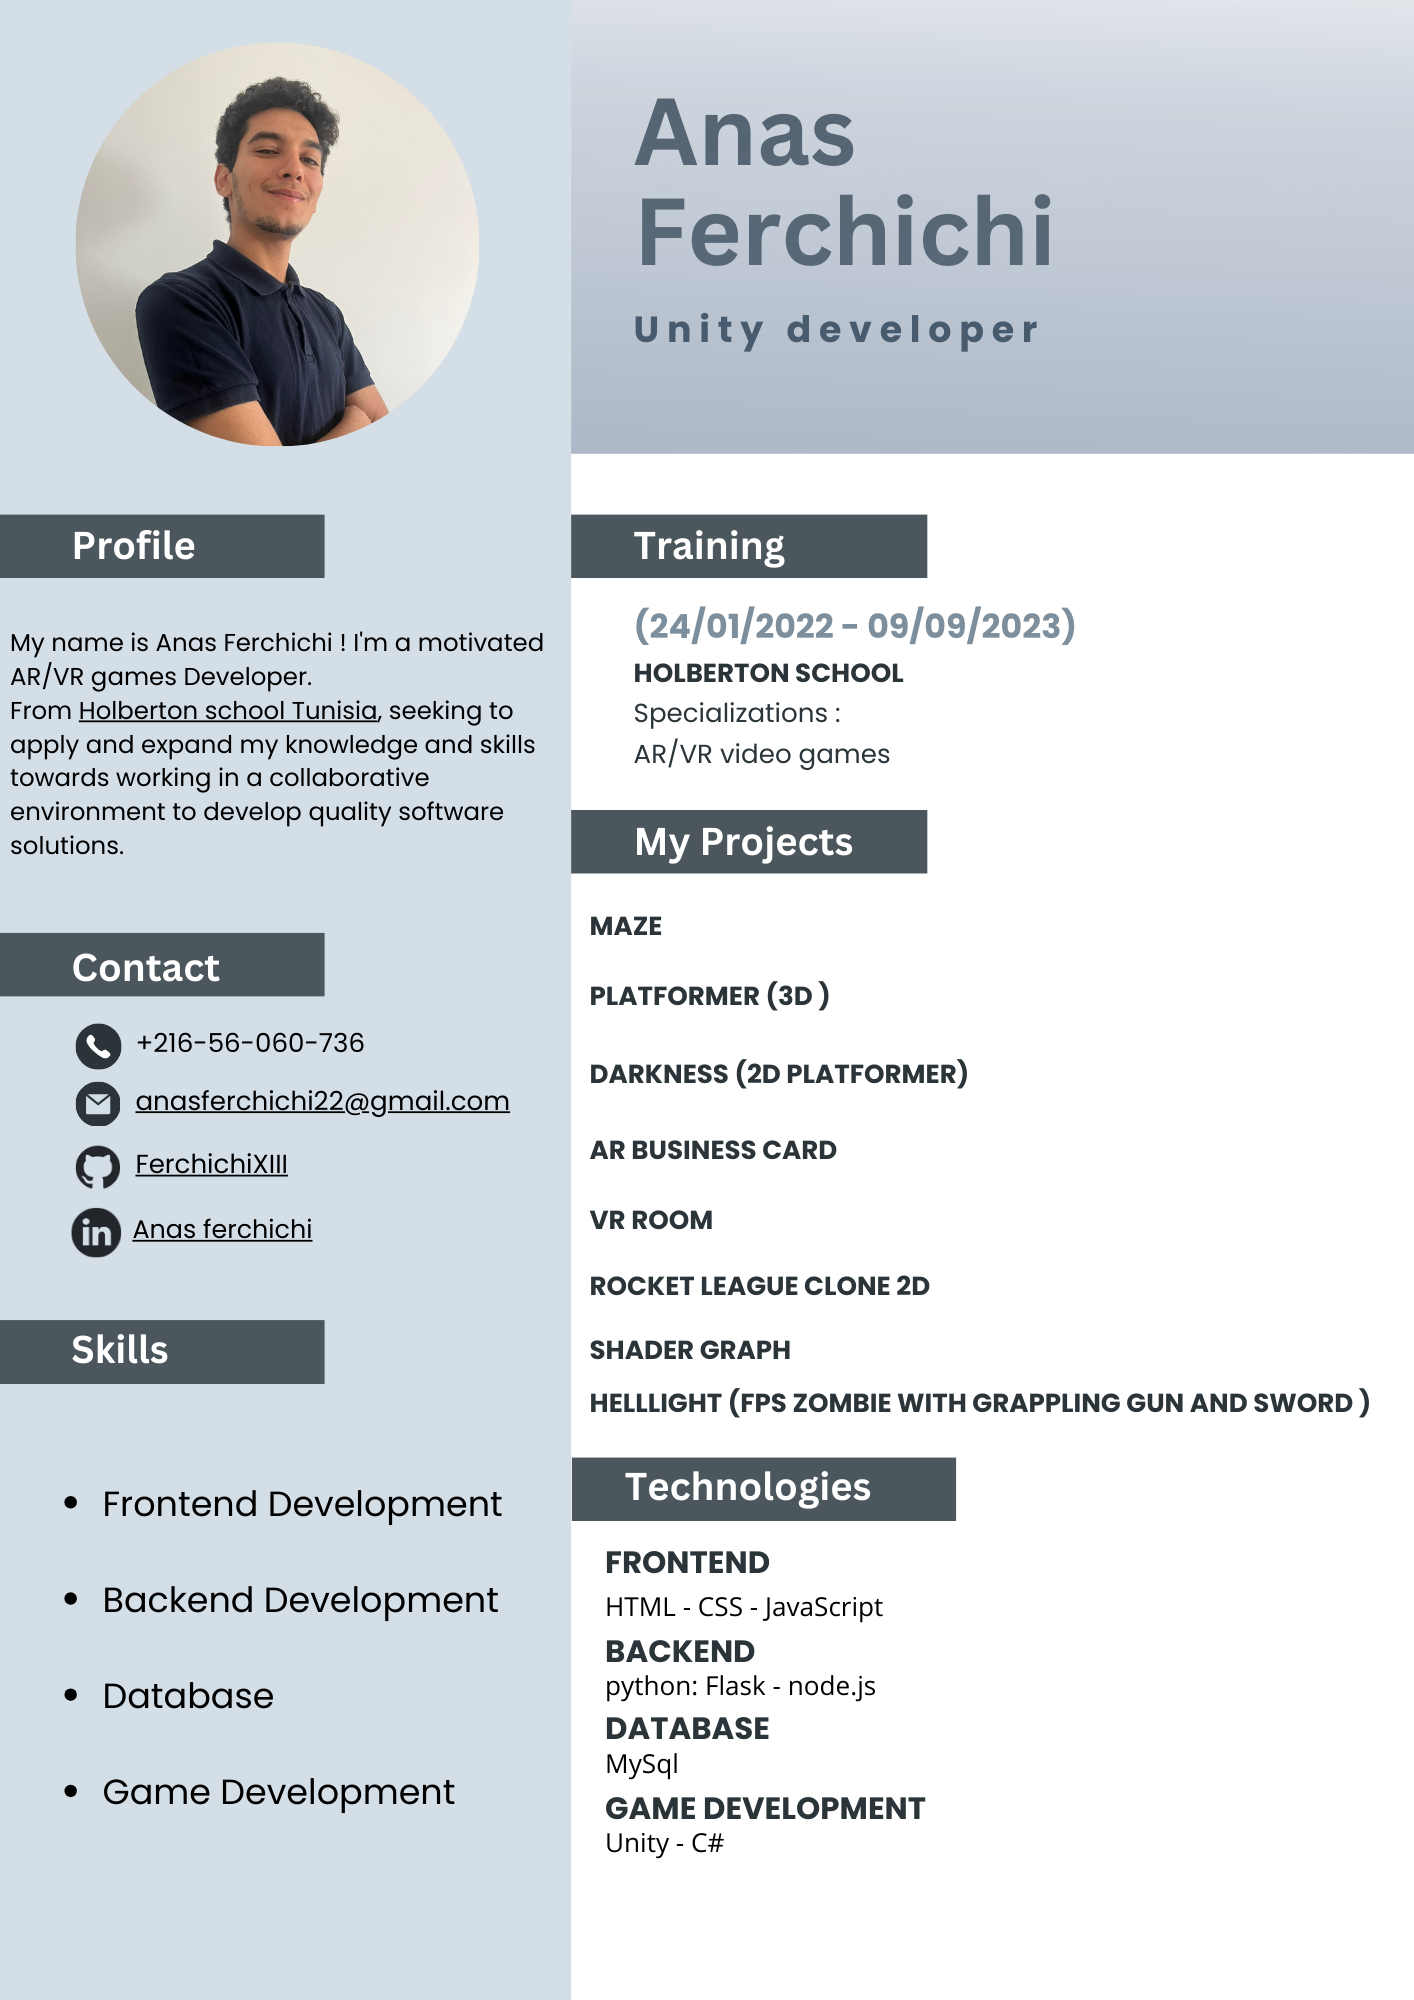 Anas
Ferchichi
Unity developer
Profile
My name is Anas Ferchichi ! I'm a motivated
AR/VR games Developer.
From Holberton school Tunisia, seeking to
apply and expand my knowledge and skills
towards working in a collaborative
environment to develop quality software
solutions.
Contact
+216-56-060-736
anasferchichi22@gmail.com
FerchichiXIII
in
Anas ferchichi
Skills
• Frontend Development
• Backend Development
• Database
• Game Development
Training
(24/01/2022 - 09/09/2023)
HOLBERTON SCHOOL
Specializations :
AR/VR video games
My Projects
MAZE
PLATFORMER (3D )
DARKNESS (2D PLATFORMER)
AR BUSINESS CARD
VR ROOM
ROCKET LEAGUE CLONE 2D
SHADER GRAPH
HELLLIGHT (FPS ZOMBIE WITH GRAPPLING GUN AND SWORD )
Technologies
FRONTEND
HTML - CSS - JavaScript
BACKEND
python: Flask - node.js
DATABASE
MySql
GAME DEVELOPMENT
Unity - C#